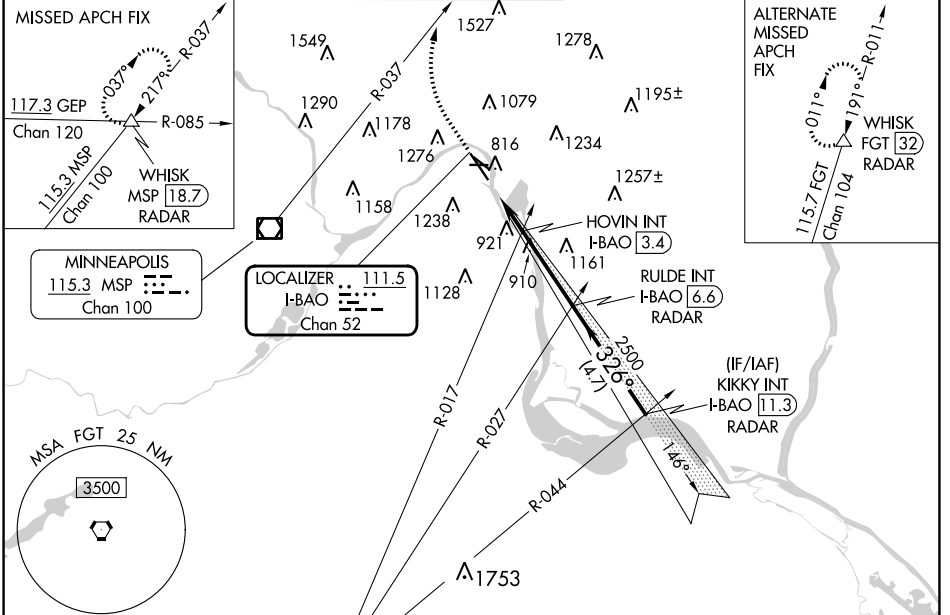 MISSED APCH FIX
R-037
037°
217°
117.3 GEP
Chan 120
R-085
115.3 MSP
Chan 100
WHISK
MSP 18.7
RADAR
1549
1527
1278
R-037
1290
1178
1079
1195±
1276
816
1234
1158
1238
1257±
921
910
1161
1128
HOVIN INT
I-BAO 3.4
RULDE INT
I-BAO 6.6
RADAR
(IF/IAF)
KIKKY INT
I-BAO 11.3
RADAR
2500
326°
(4.7)
146°
R-017
R-027
R-044
1753
MINNEAPOLIS
115.3 MSP
Chan 100
LOCALIZER 111.5
I-BAO
Chan 52
ALTERNATE
MISSED
APCH
FIX
R-011
011°
191°
WHISK
FGT 32
RADAR
115.7 FGT
Chan 104
MSA FGT 25 NM
3500